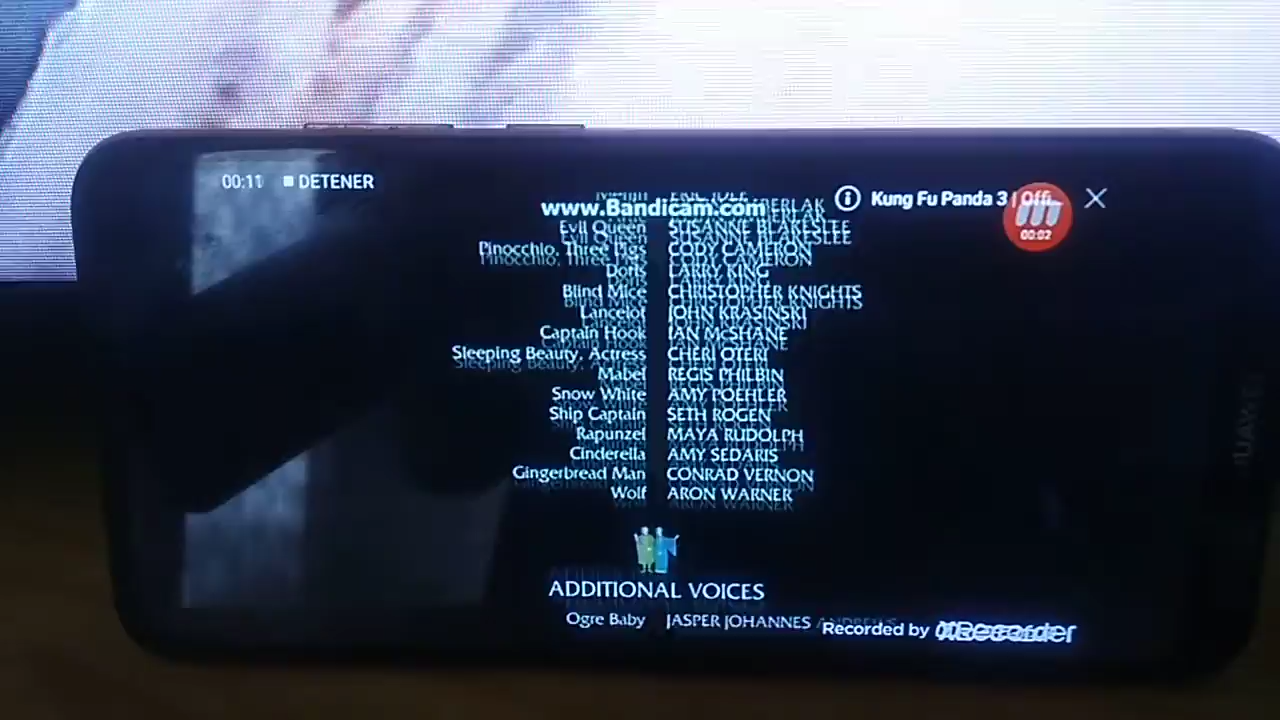 00:11 DETENER
Kung Fu Panda 3 | Offi...
www.Bandicam.com
00:02
Evil Queen SUSANNE BLAKESLEE
Pinocchio, Three Pigs CODY CAMERON
Doris LARRY KING
Blind Mice CHRISTOPHER KNIGHTS
Lancelot JOHN KRASINSKI
Captain Hook IAN McSHANE
Sleeping Beauty, Actress CHERI OTERI
Mabel REGIS PHILBIN
Snow White AMY POEHLER
Ship Captain SETH ROGEN
Rapunzel MAYA RUDOLPH
Cinderella AMY SEDARIS
Gingerbread Man CONRAD VERNON
Wolf ARON WARNER
ADDITIONAL VOICES
Ogre Baby JASPER JOHANNES
Recorded by
HUAWEI